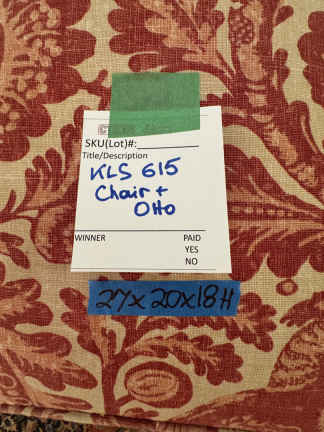 SKU(Lot)#:
Title/Description
KLS 615
Chair +
Otto
WINNER PAID
YES
NO
27x20x18H